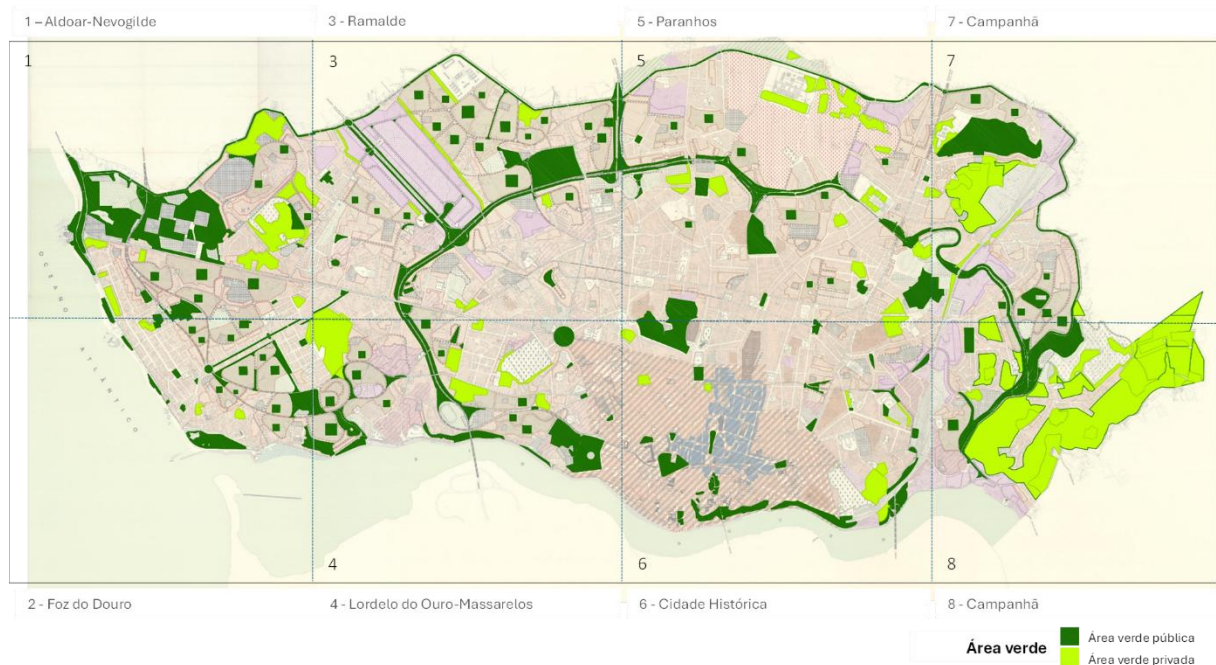 1 – Aldoar-Nevogilde
3 - Ramalde
5 - Paranhos
7 - Campanhã
1
3
5
7
OCEANO
ATLÂNTICO
4
6
8
2 - Foz do Douro
4 - Lordelo do Ouro-Massarelos
6 - Cidade Histórica
8 - Campanhã
Área verde
Área verde pública
Área verde privada